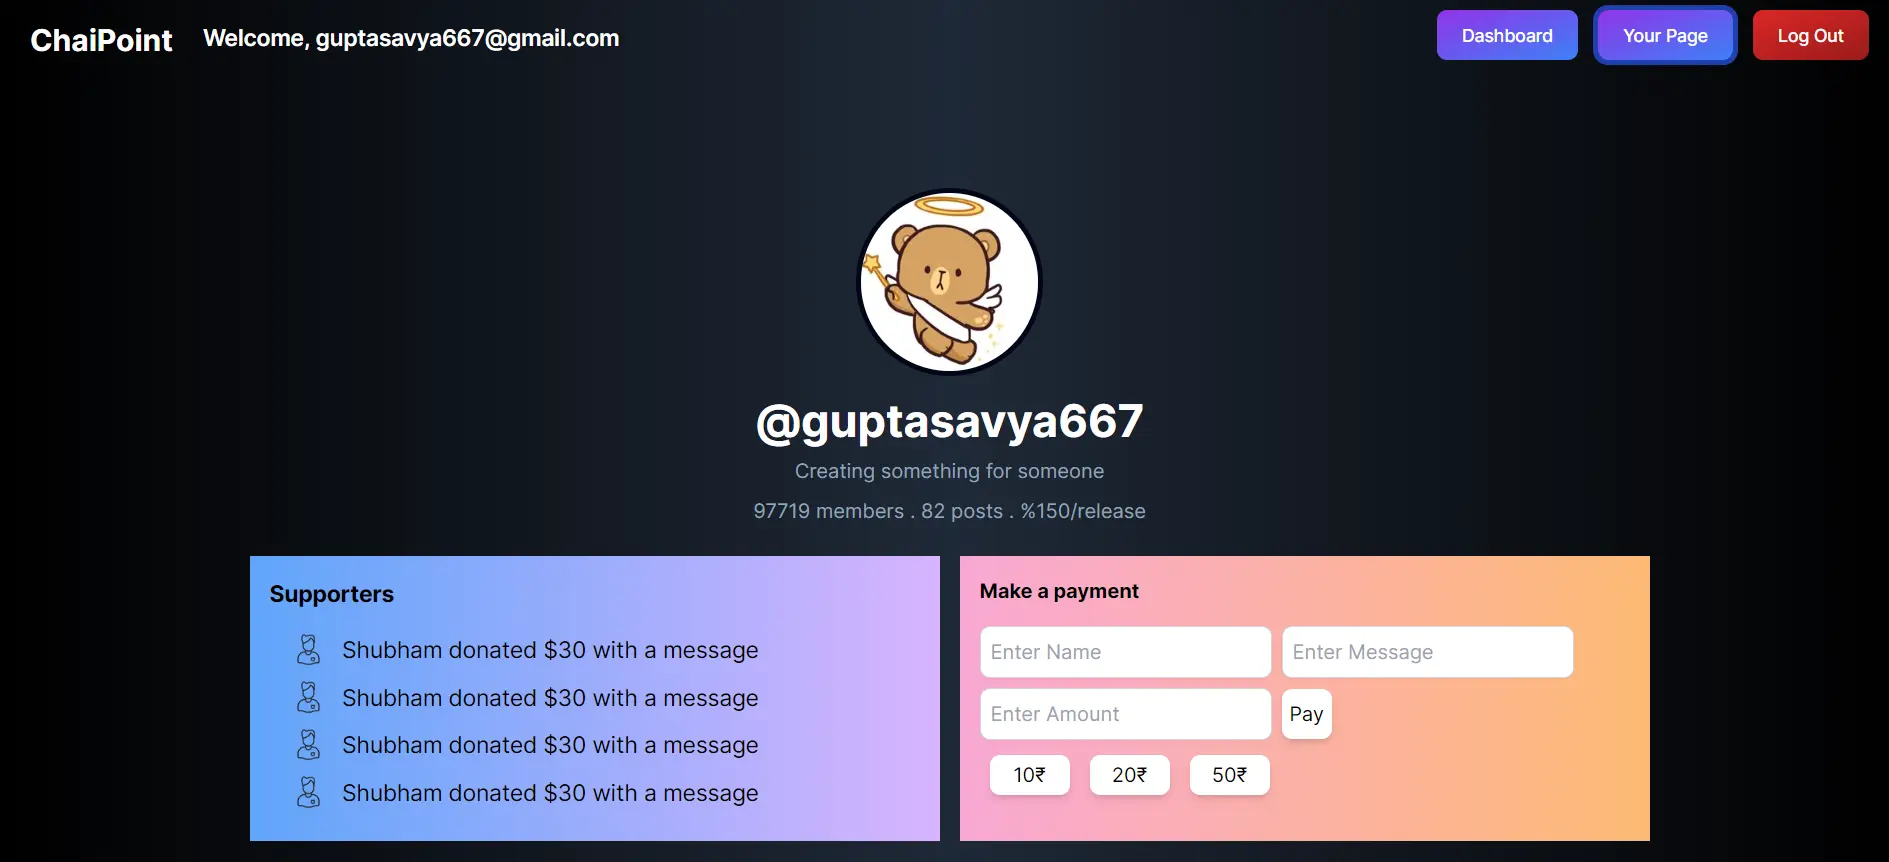 ChaiPoint Welcome, guptasavya667@gmail.com Dashboard Your Page Log Out
@guptasavya667
Creating something for someone
97719 members . 82 posts . %150/release
Supporters
Shubham donated $30 with a message
Shubham donated $30 with a message
Shubham donated $30 with a message
Shubham donated $30 with a message
Make a payment
Enter Name Enter Message
Enter Amount Pay
10₹ 20₹ 50₹